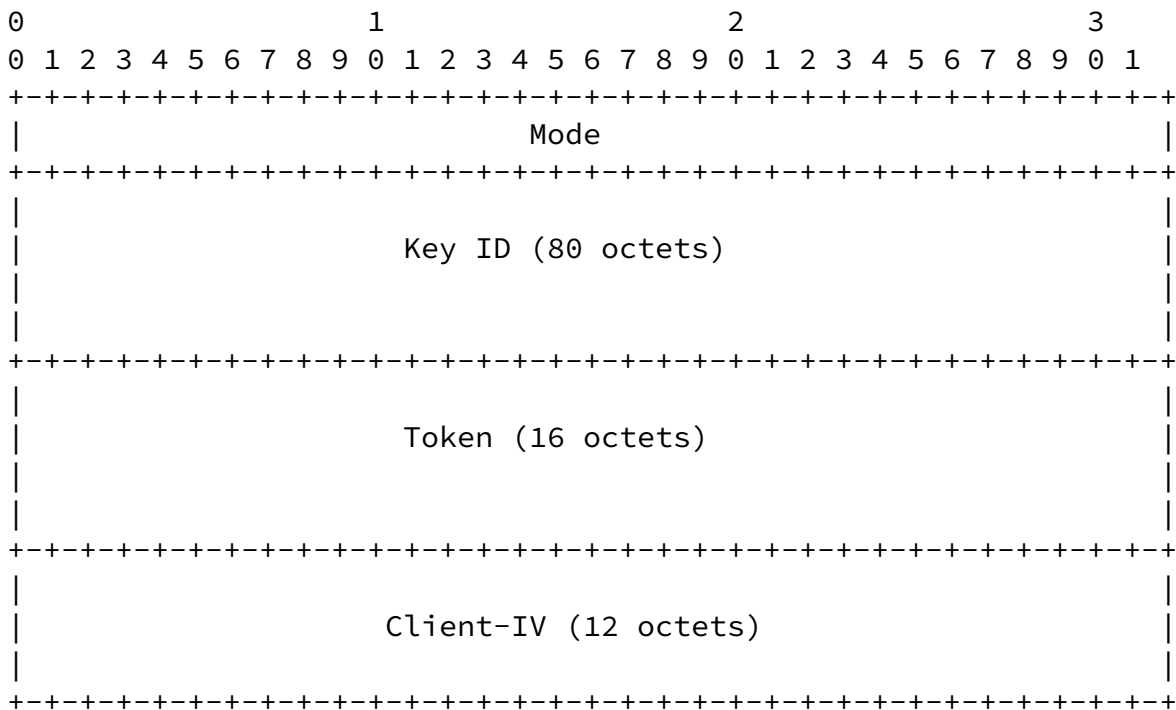 0                   1                   2                   3
0 1 2 3 4 5 6 7 8 9 0 1 2 3 4 5 6 7 8 9 0 1 2 3 4 5 6 7 8 9 0 1
+-+-+-+-+-+-+-+-+-+-+-+-+-+-+-+-+-+-+-+-+-+-+-+-+-+-+-+-+-+-+-+-+
|                            Mode                               |
+-+-+-+-+-+-+-+-+-+-+-+-+-+-+-+-+-+-+-+-+-+-+-+-+-+-+-+-+-+-+-+-+
|                                                               |
|                     Key ID (80 octets)                        |
|                                                               |
|                                                               |
+-+-+-+-+-+-+-+-+-+-+-+-+-+-+-+-+-+-+-+-+-+-+-+-+-+-+-+-+-+-+-+-+
|                                                               |
|                     Token (16 octets)                         |
|                                                               |
|                                                               |
+-+-+-+-+-+-+-+-+-+-+-+-+-+-+-+-+-+-+-+-+-+-+-+-+-+-+-+-+-+-+-+-+
|                                                               |
|                    Client-IV (12 octets)                      |
|                                                               |
+-+-+-+-+-+-+-+-+-+-+-+-+-+-+-+-+-+-+-+-+-+-+-+-+-+-+-+-+-+-+-+-+